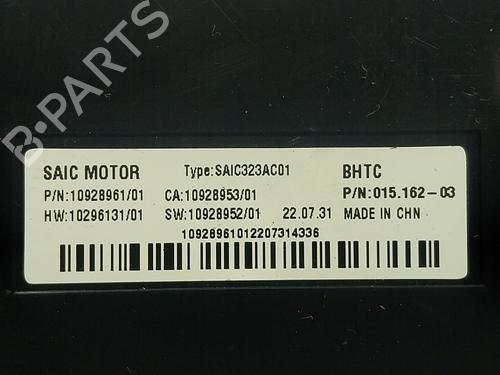 B-PARTS
SAIC MOTOR Type:SAIC323AC01 BHTC
P/N:10928961/01 CA:10928953/01 P/N:015.162-03
HW:10296131/01 SW:10928952/01 22.07.31 MADE IN CHN
10928961012207314336